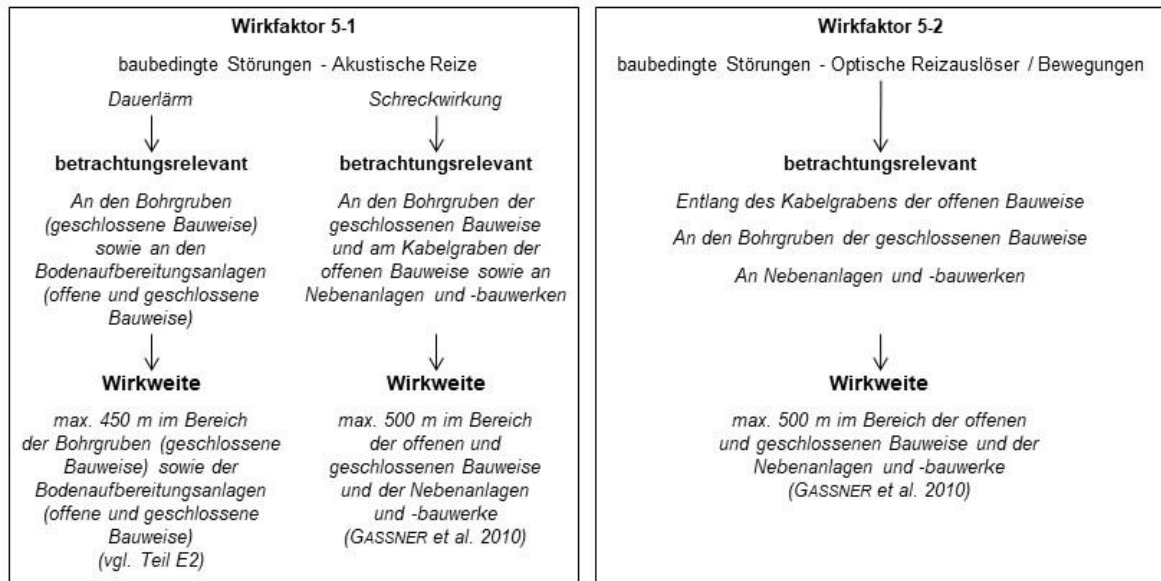 Wirkfaktor 5-1
baubedingte Störungen - Akustische Reize
Dauerlärm
betrachtungsrelevant
An den Bohrgruben
(geschlossene Bauweise)
sowie an den
Bodenaufbereitungsanlagen
(offene und geschlossene
Bauweise)
Wirkweite
max. 450 m im Bereich
der Bohrgruben (geschlossene
Bauweise) sowie der
Bodenaufbereitungsanlagen
(offene und geschlossene
Bauweise)
(vgl. Teil E2)
Schreckwirkung
betrachtungsrelevant
An den Bohrgruben der
geschlossenen Bauweise
und am Kabelgraben der
offenen Bauweise sowie an
Nebenanlagen und -bauwerken
Wirkweite
max. 500 m im Bereich
der offenen und
geschlossenen Bauweise
und der Nebenanlagen
und -bauwerke
(GASSNER et al. 2010)
Wirkfaktor 5-2
baubedingte Störungen - Optische Reizauslöser / Bewegungen
betrachtungsrelevant
Entlang des Kabelgrabens der offenen Bauweise
An den Bohrgruben der geschlossenen Bauweise
An Nebenanlagen und -bauwerken
Wirkweite
max. 500 m im Bereich der offenen
und geschlossenen Bauweise und der
Nebenanlagen und -bauwerke
(GASSNER et al. 2010)